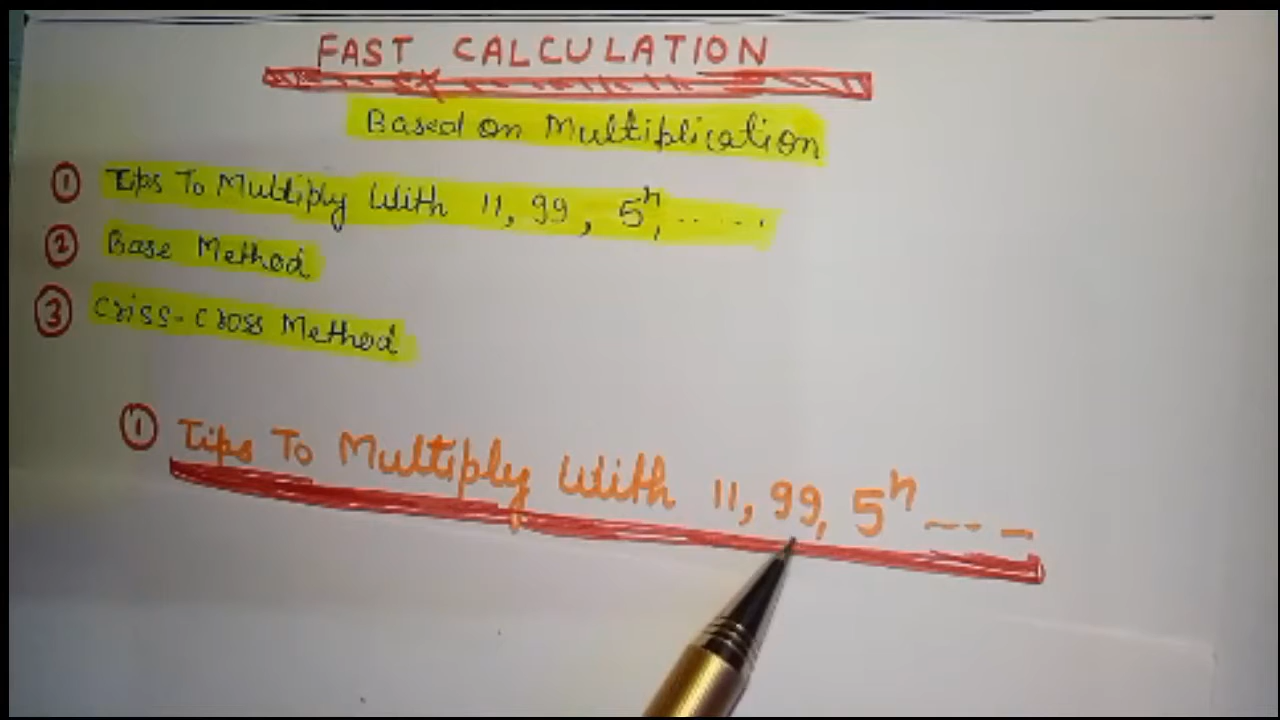 FAST CALCULATION
Based on Multiplication
① Tips To Multiply With 11, 99, 5ⁿ, ......
② Base Method
③ Criss-Cross Method
① Tips To Multiply With 11, 99, 5ⁿ ----